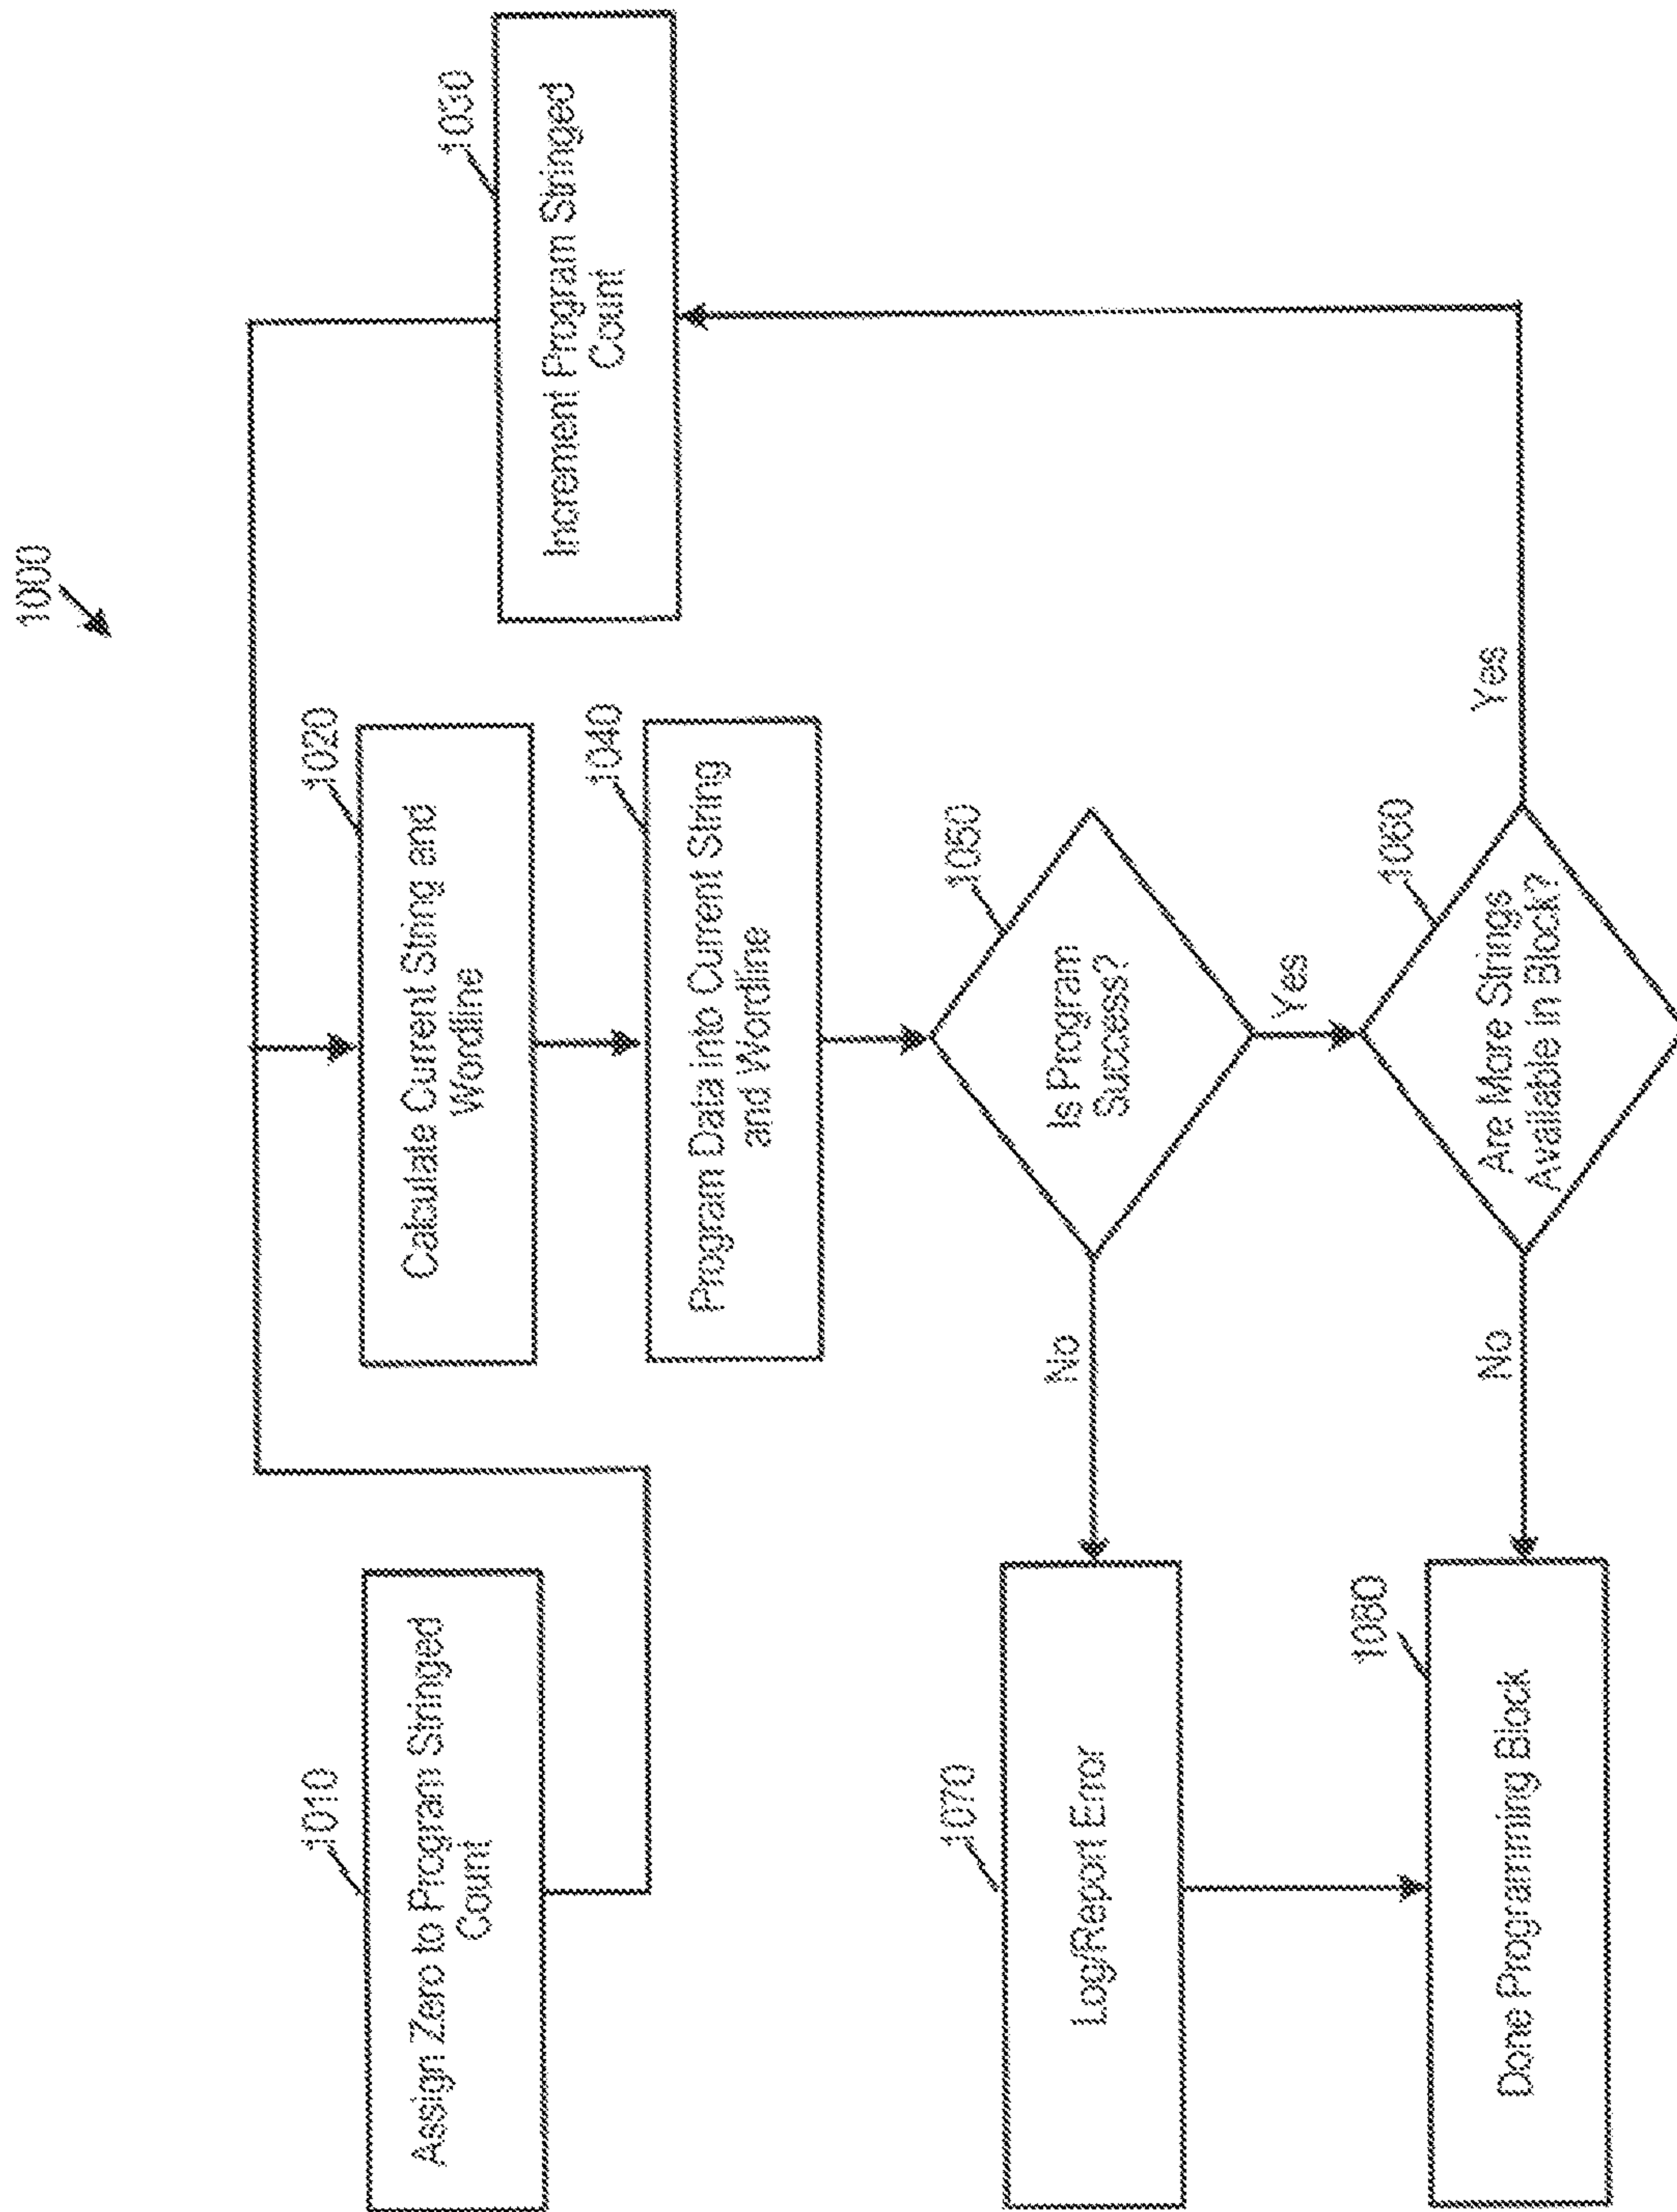 1000
1010
Assign Zero to Program Stringed
Count
1020
Calculate Current String and
Wordline
1030
Increment Program Stringed
Count
1040
Program Data into Current String
and Wordline
1050
Is Program
Success?
No
Yes
1060
Are More Strings
Available in Block?
No
Yes
1070
Log/Report Error
1080
Done Programming Block